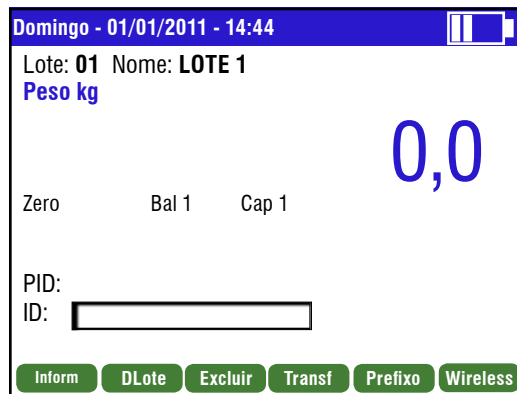 Domingo - 01/01/2011 - 14:44
Lote: 01 Nome: LOTE 1
Peso kg
0,0
Zero Bal 1 Cap 1
PID:
ID:
Inform DLote Excluir Transf Prefixo Wireless